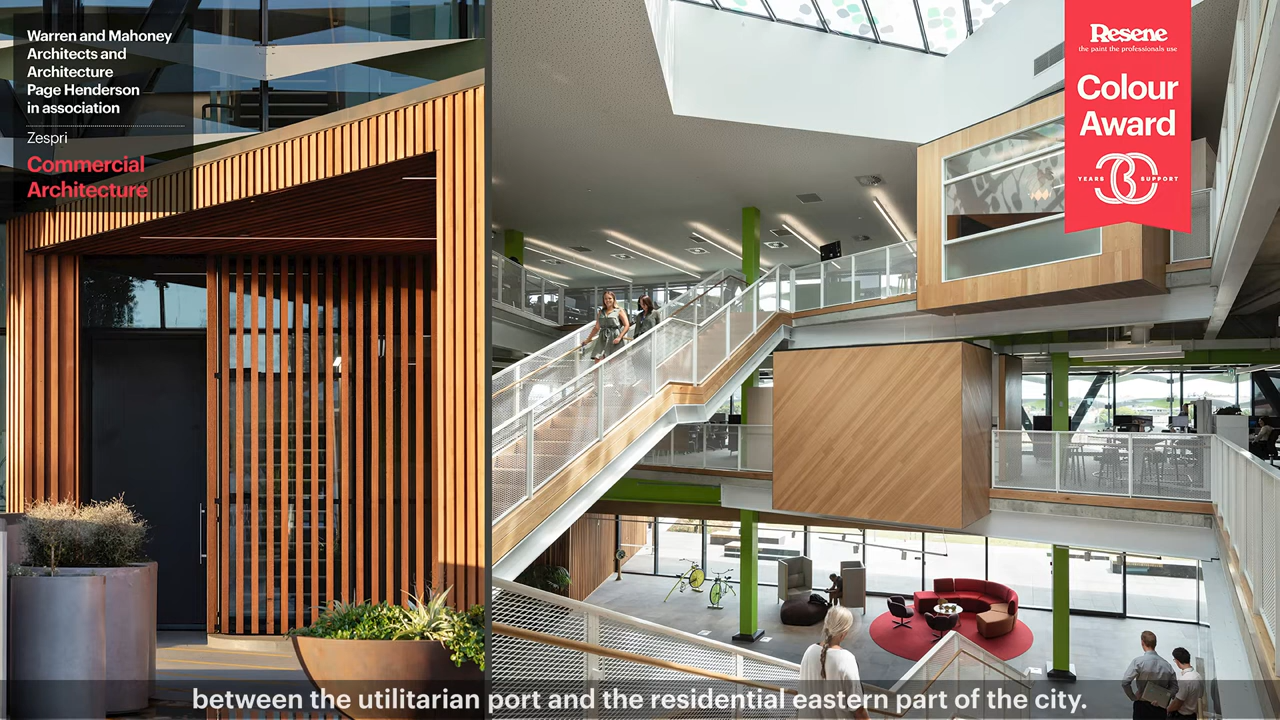 Warren and Mahoney
Architects and
Architecture
Page Henderson
in association
Zespri
Commercial
Architecture
Resene
the paint the professionals use
Colour
Award
YEARS 30 SUPPORT
between the utilitarian port and the residential eastern part of the city.